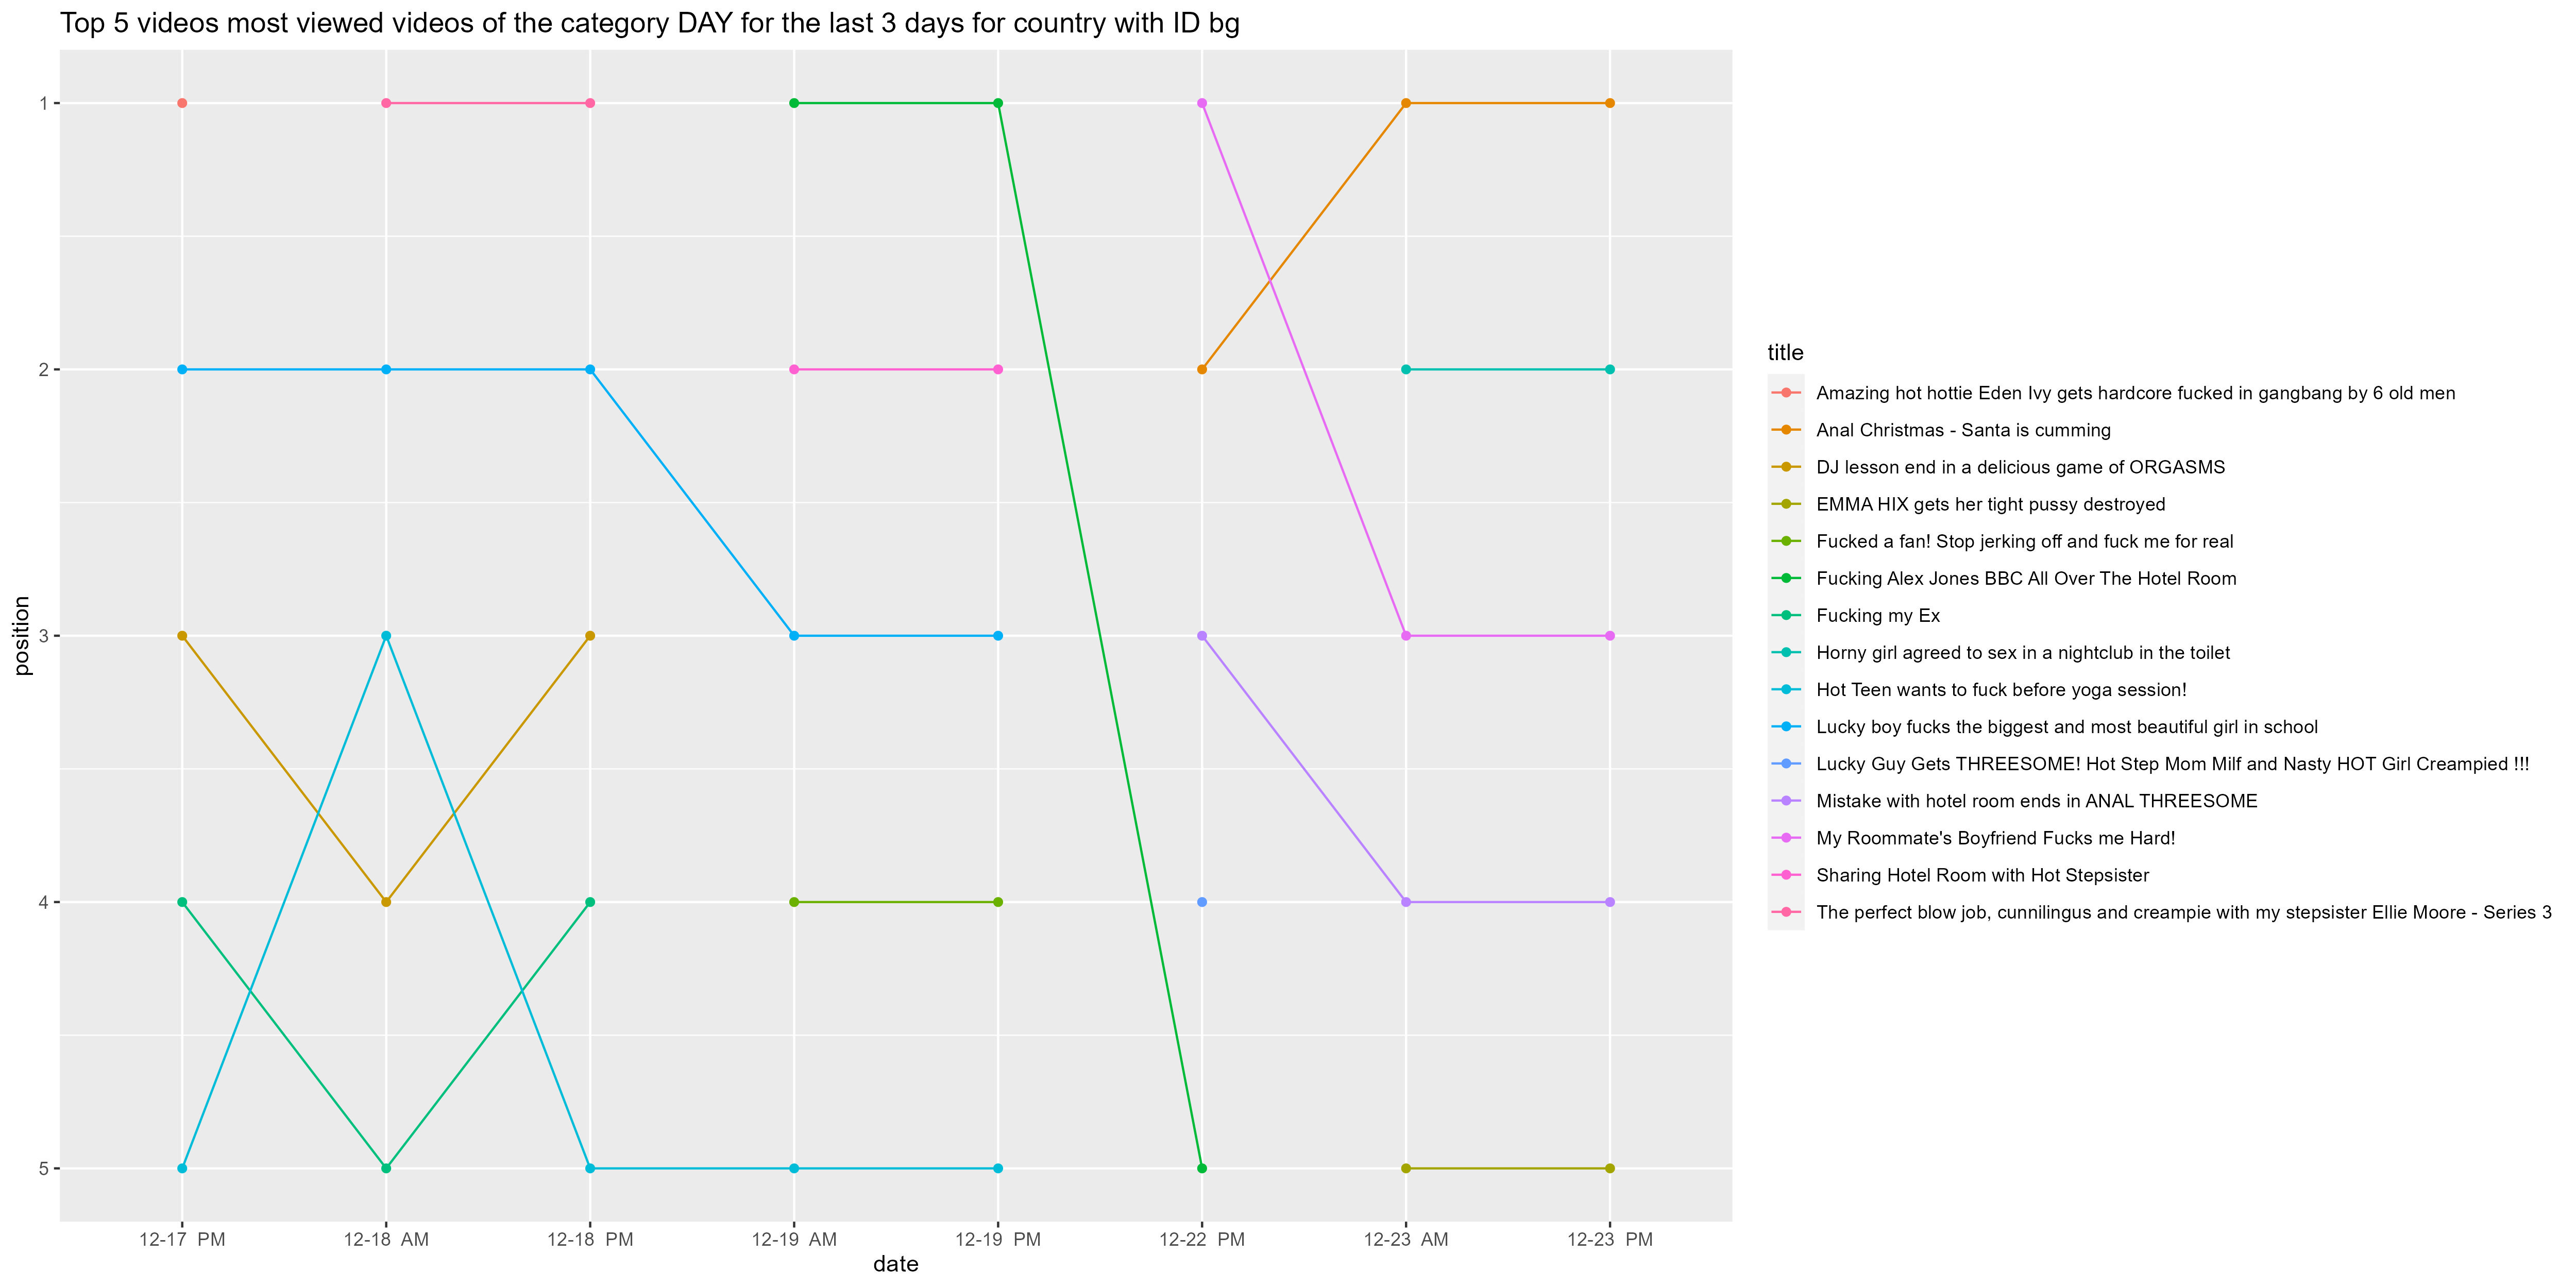 Top 5 videos most viewed videos of the category DAY for the last 3 days for country with ID bg
1
2
3
4
5
position
12-17 PM
12-18 AM
12-18 PM
12-19 AM
12-19 PM
12-22 PM
12-23 AM
12-23 PM
date
title
Amazing hot hottie Eden Ivy gets hardcore fucked in gangbang by 6 old men
Anal Christmas - Santa is cumming
DJ lesson end in a delicious game of ORGASMS
EMMA HIX gets her tight pussy destroyed
Fucked a fan! Stop jerking off and fuck me for real
Fucking Alex Jones BBC All Over The Hotel Room
Fucking my Ex
Horny girl agreed to sex in a nightclub in the toilet
Hot Teen wants to fuck before yoga session!
Lucky boy fucks the biggest and most beautiful girl in school
Lucky Guy Gets THREESOME! Hot Step Mom Milf and Nasty HOT Girl Creampied !!!
Mistake with hotel room ends in ANAL THREESOME
My Roommate's Boyfriend Fucks me Hard!
Sharing Hotel Room with Hot Stepsister
The perfect blow job, cunnilingus and creampie with my stepsister Ellie Moore - Series 3